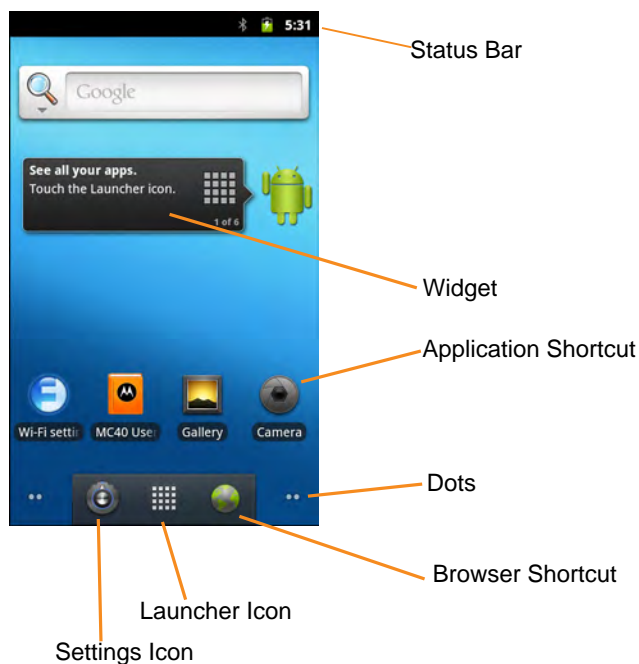 5:31
Status Bar
Google
See all your apps.
Touch the Launcher icon.
1 of 6
Widget
Application Shortcut
Wi-Fi settin
MC40 User
Gallery
Camera
Dots
Browser Shortcut
Launcher Icon
Settings Icon